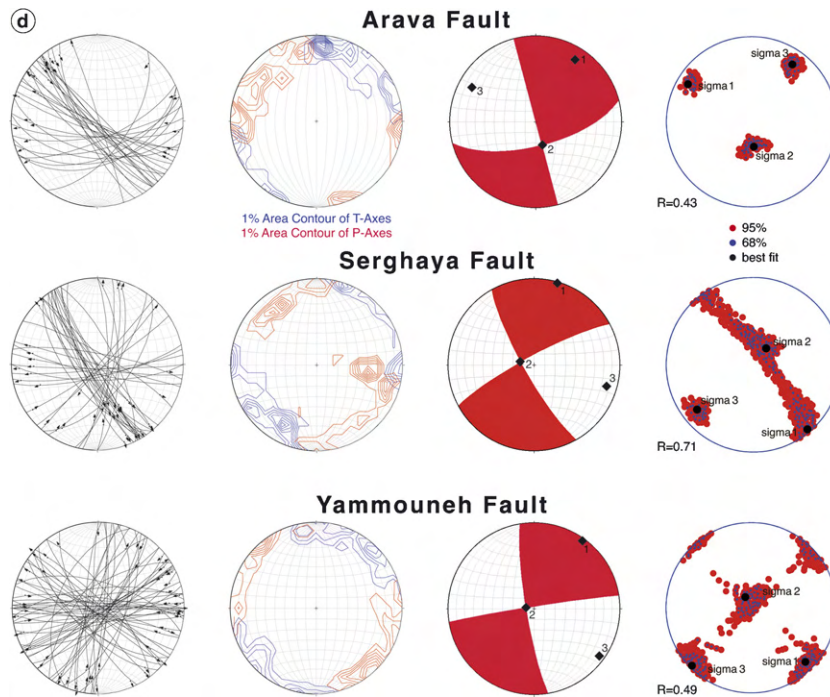 d
Arava Fault
1
3
2
sigma 3
sigma 1
sigma 2
R=0.43
1% Area Contour of T-Axes
1% Area Contour of P-Axes
95%
68%
best fit
Serghaya Fault
1
2
3
sigma 2
sigma 3
sigma 1
R=0.71
Yammouneh Fault
1
2
3
sigma 2
sigma 3
sigma 1
R=0.49